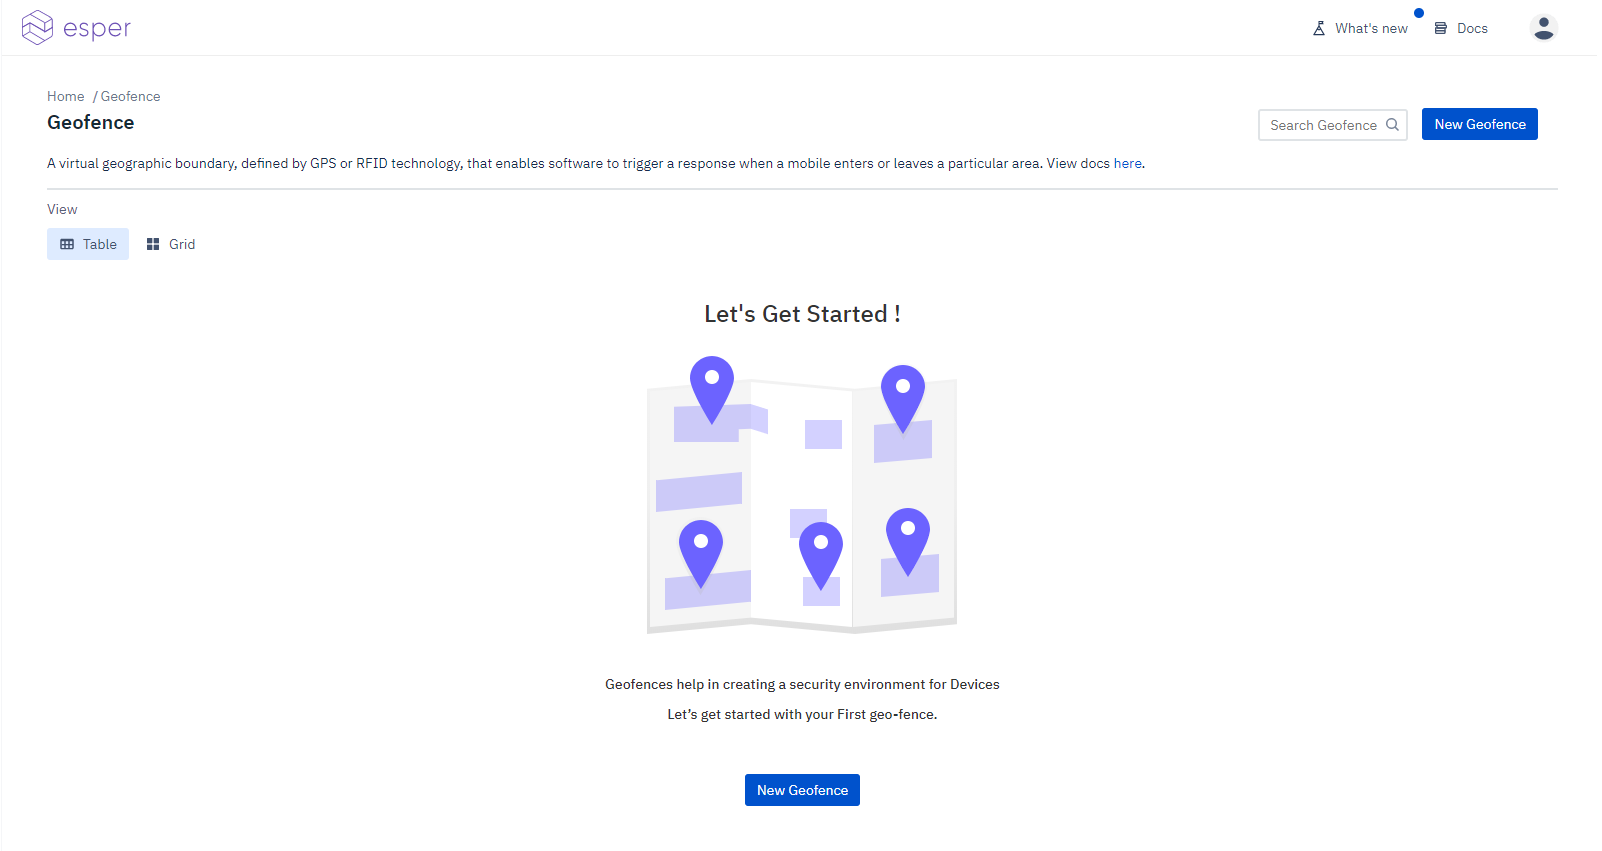 esper
What's new
Docs
Home / Geofence
Geofence
Search Geofence
New Geofence
A virtual geographic boundary, defined by GPS or RFID technology, that enables software to trigger a response when a mobile enters or leaves a particular area. View docs here.
View
Table
Grid
Let's Get Started !
Geofences help in creating a security environment for Devices
Let’s get started with your First geo-fence.
New Geofence